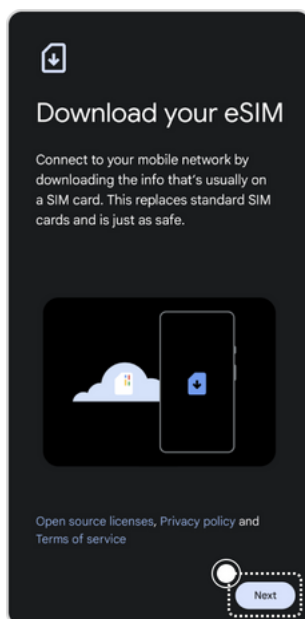 Download your eSIM
Connect to your mobile network by
downloading the info that's usually on
a SIM card. This replaces standard SIM
cards and is just as safe.
Open source licenses, Privacy policy and
Terms of service
Next